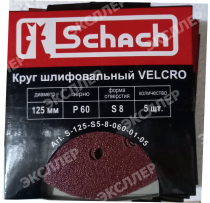 Schach
Круг шлифовальный VELCRO
диаметр зерно форма отверстия количество
125 мм P 60 S 8 5 шт.
Art. S-125-S5-8-060-01-05
ЭКСПЛЕР